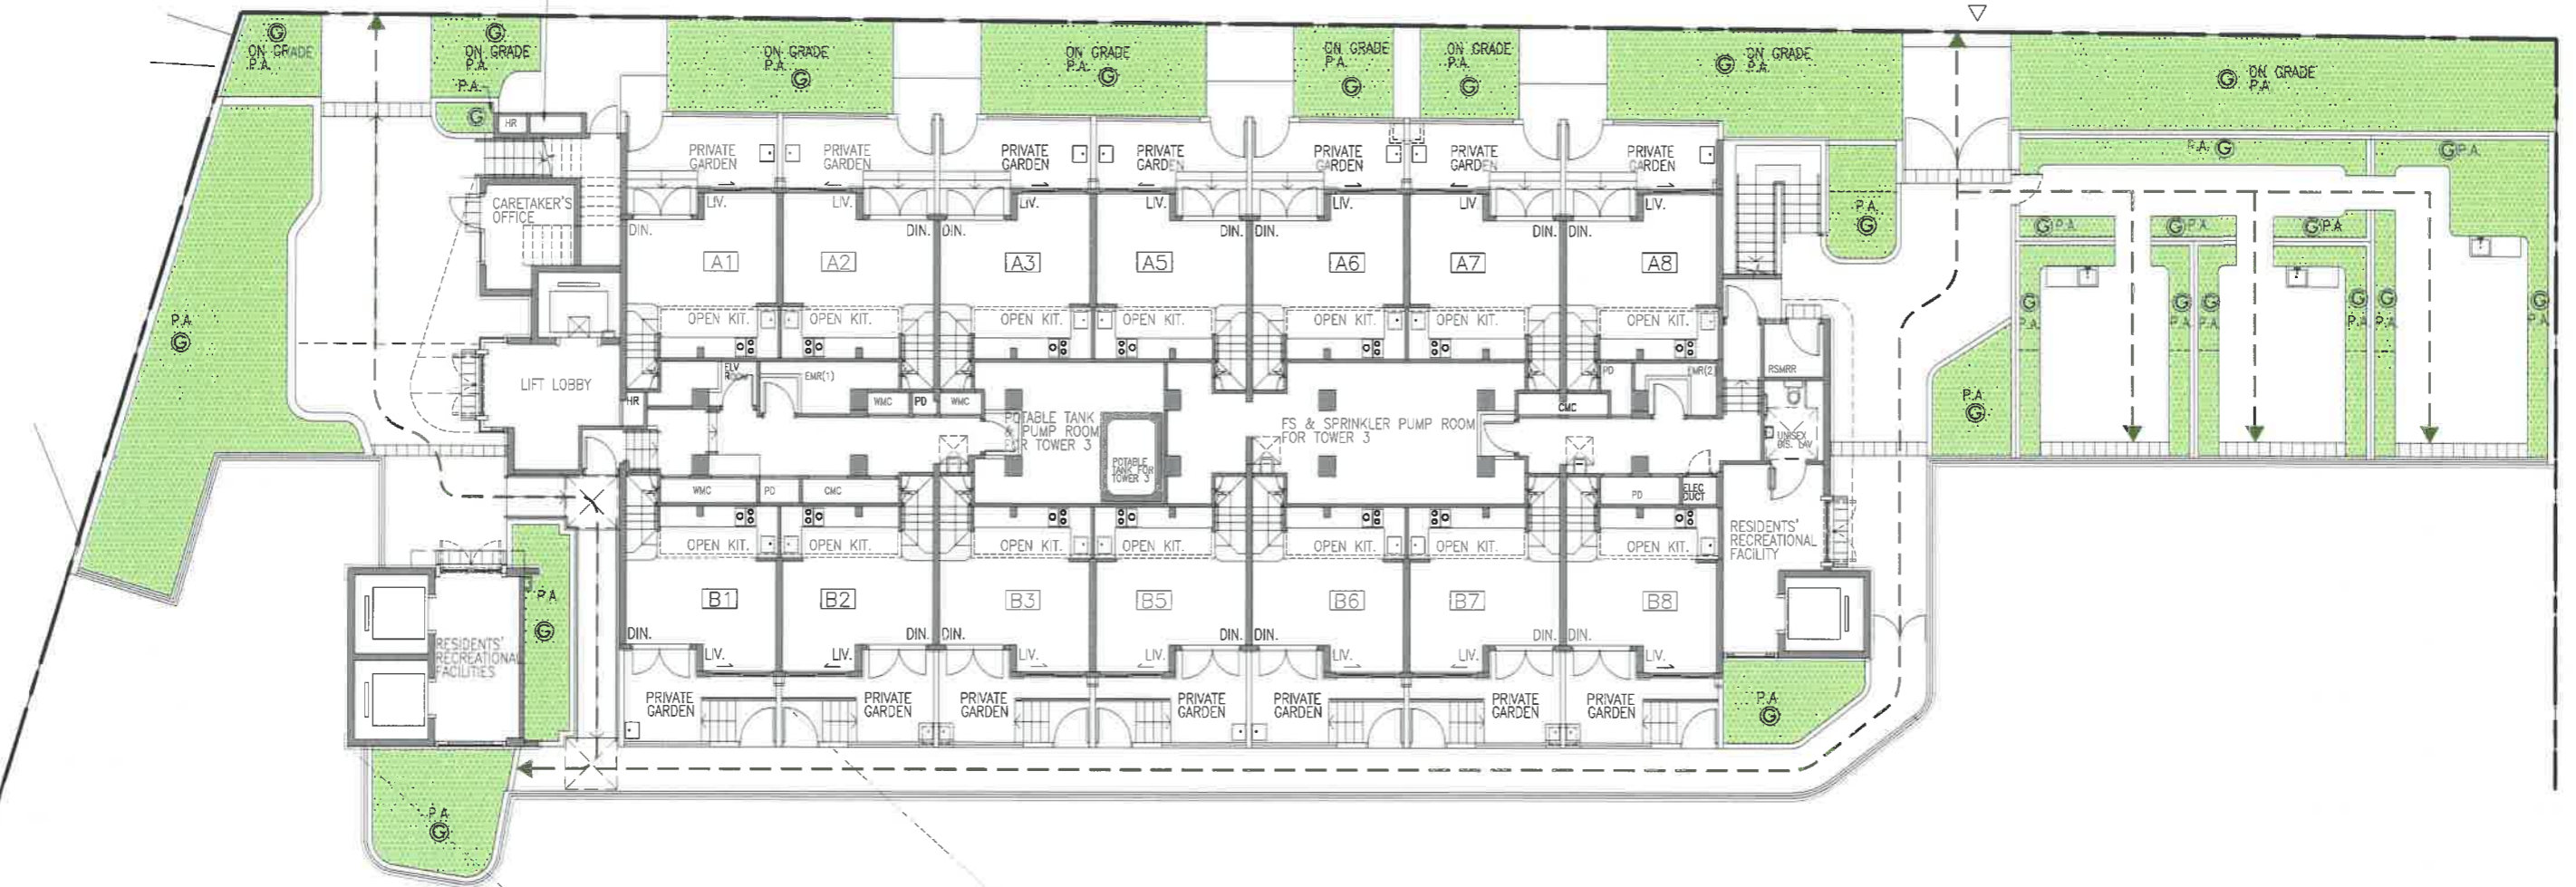 G
ON GRADE
P.A.
G
ON GRADE
P.A.
ON GRADE
P.A.
G
ON GRADE
P.A.
G
ON GRADE
P.A.
G
ON GRADE
P.A.
G
G
ON GRADE
P.A.
G
ON GRADE
P.A
P.A.
G
HR
PRIVATE
GARDEN
PRIVATE
GARDEN
PRIVATE
GARDEN
PRIVATE
GARDEN
PRIVATE
GARDEN
PRIVATE
GARDEN
PRIVATE
GARDEN
P.A. G
G P.A.
CARETAKER'S
OFFICE
LIV.
LIV.
LIV.
LIV.
LIV.
LIV
LIV.
P.A.
G
G P.A.
G P.A.
G P.A
DIN.
DIN.
DIN.
DIN.
DIN.
DIN.
DIN.
A1
A2
A3
A5
A6
A7
A8
P.A
G
OPEN KIT.
OPEN KIT.
OPEN KIT.
OPEN KIT.
OPEN KIT.
OPEN KIT.
OPEN KIT.
G
P.A.
G
P.A.
G
P.A.
G
P.A.
G
P.A.
G
P.A.
LIFT LOBBY
ELV
ROOM
EMR(1)
PD
EMR(2)
RSMRR
HR
WMC
PD
WMC
CMC
P.A.
G
POTABLE TANK
& PUMP ROOM
FOR TOWER 3
FS & SPRINKLER PUMP ROOM
FOR TOWER 3
UNISEX
DIS. LAV
POTABLE
TANK FOR
TOWER 3
WMC
PD
CMC
PD
ELEC
DUCT
OPEN KIT.
OPEN KIT.
OPEN KIT.
OPEN KIT.
OPEN KIT.
OPEN KIT.
OPEN KIT.
RESIDENTS'
RECREATIONAL
FACILITY
P.A
G
B1
B2
B3
B5
B6
B7
B8
DIN.
DIN.
DIN.
DIN.
DIN.
DIN.
DIN.
LIV.
LIV.
LIV.
LIV.
LIV.
LIV.
LIV.
RESIDENTS'
RECREATIONAL
FACILITIES
PRIVATE
GARDEN
PRIVATE
GARDEN
PRIVATE
GARDEN
PRIVATE
GARDEN
PRIVATE
GARDEN
PRIVATE
GARDEN
PRIVATE
GARDEN
P.A
G
P.A
G